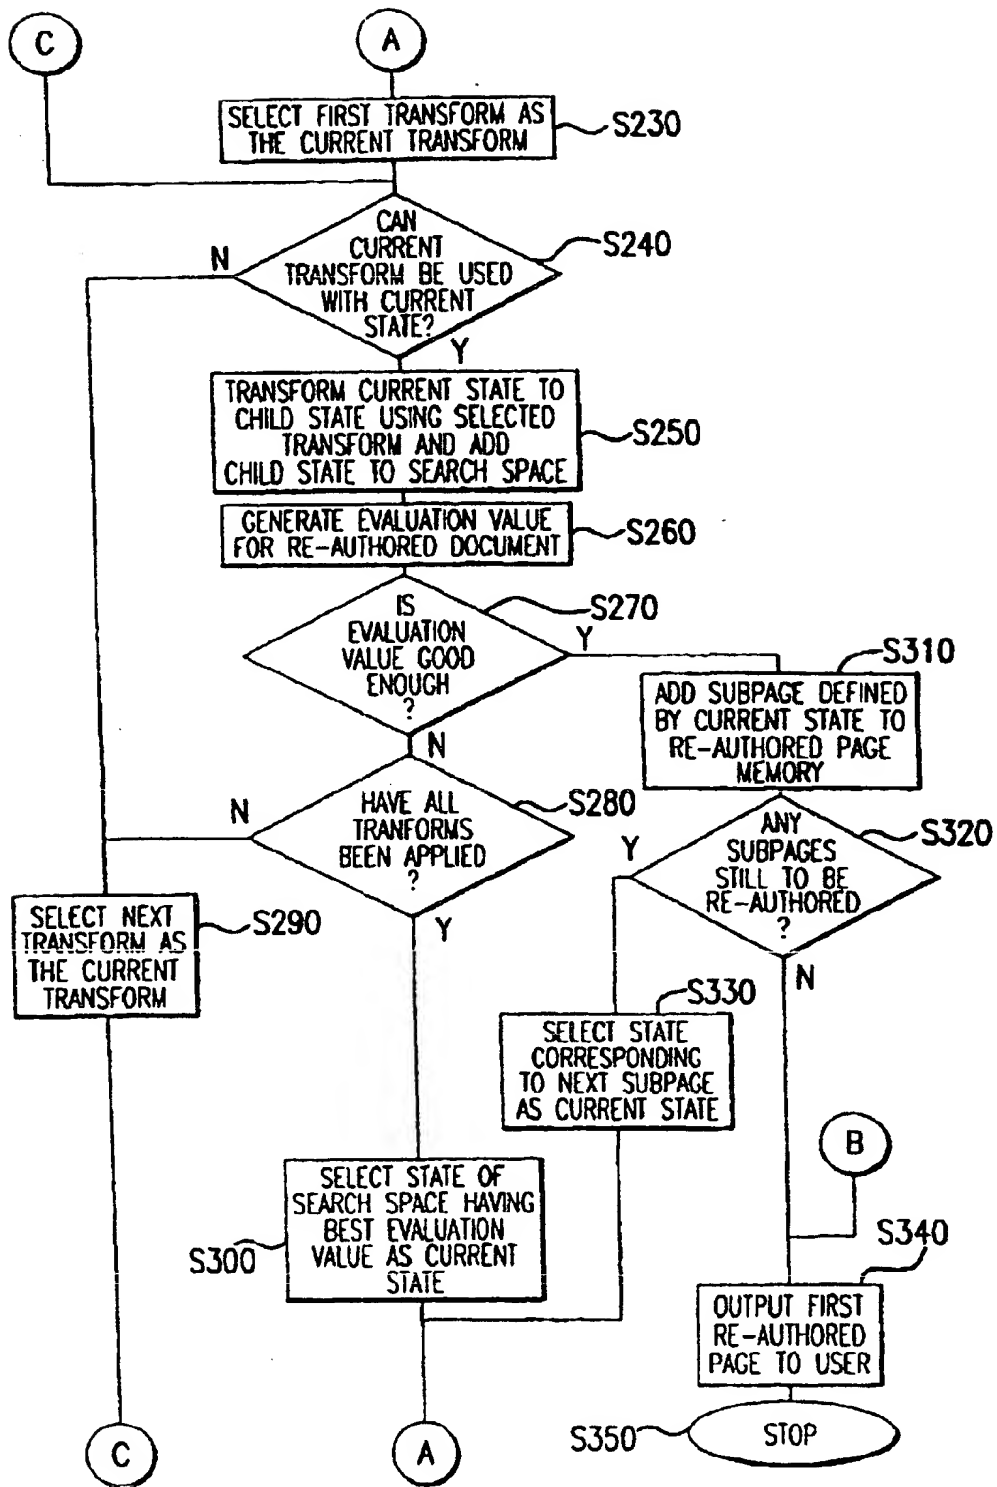 C
A
SELECT FIRST TRANSFORM AS
THE CURRENT TRANSFORM
S230
CAN
CURRENT
TRANSFORM BE USED
WITH CURRENT
STATE?
S240
N
Y
TRANSFORM CURRENT STATE TO
CHILD STATE USING SELECTED
TRANSFORM AND ADD
CHILD STATE TO SEARCH SPACE
S250
GENERATE EVALUATION VALUE
FOR RE-AUTHORED DOCUMENT
S260
IS
EVALUATION
VALUE GOOD
ENOUGH
?
S270
Y
N
ADD SUBPAGE DEFINED
BY CURRENT STATE TO
RE-AUTHORED PAGE
MEMORY
S310
HAVE ALL
TRANFORMS
BEEN APPLIED
?
S280
N
Y
ANY
SUBPAGES
STILL TO BE
RE-AUTHORED
?
S320
Y
N
SELECT NEXT
TRANSFORM AS
THE CURRENT
TRANSFORM
S290
SELECT STATE
CORRESPONDING
TO NEXT SUBPAGE
AS CURRENT STATE
S330
B
SELECT STATE OF
SEARCH SPACE HAVING
BEST EVALUATION
VALUE AS CURRENT
STATE
S300
OUTPUT FIRST
RE-AUTHORED
PAGE TO USER
S340
STOP
S350
C
A